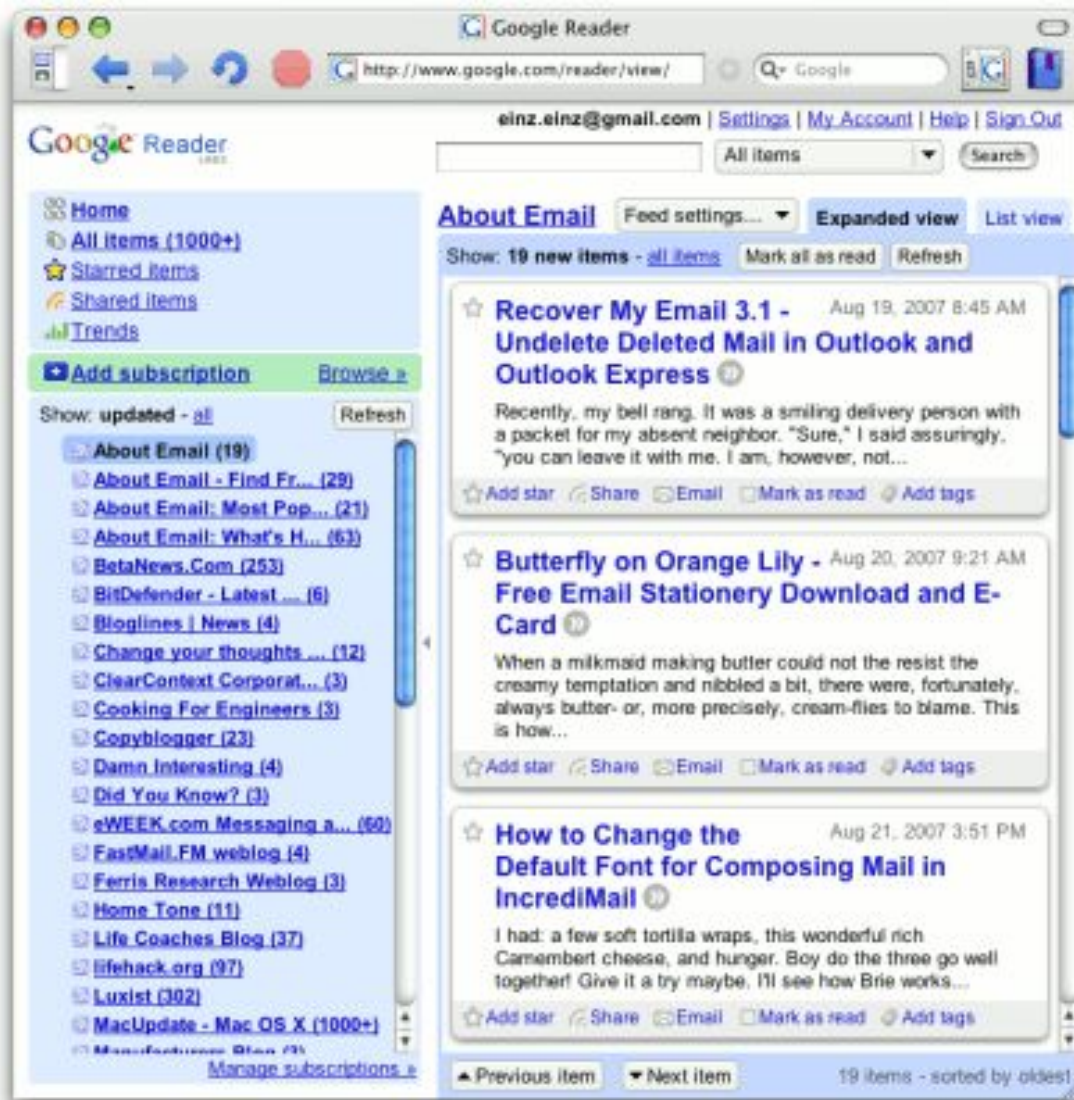 Google Reader
http://www.google.com/reader/view/
Google
einz.einz@gmail.com | Settings | My Account | Help | Sign Out
Google Reader
LABS
All items
Search
Home
All items (1000+)
Starred items
Shared items
Trends
Add subscription
Browse »
Show: updated - all
Refresh
About Email (19)
About Email - Find Fr... (29)
About Email: Most Pop... (21)
About Email: What's H... (63)
BetaNews.Com (253)
BitDefender - Latest ... (6)
Bloglines | News (4)
Change your thoughts ... (12)
ClearContext Corporat... (3)
Cooking For Engineers (3)
Copyblogger (23)
Damn Interesting (4)
Did You Know? (3)
eWEEK.com Messaging a... (60)
FastMail.FM weblog (4)
Ferris Research Weblog (3)
Home Tone (11)
Life Coaches Blog (37)
lifehack.org (97)
Luxist (302)
MacUpdate - Mac OS X (1000+)
Manufacturers Blog (3)
Manage subscriptions »
About Email
Feed settings...
Expanded view
List view
Show: 19 new items - all items
Mark all as read
Refresh
Recover My Email 3.1 -
Aug 19, 2007 8:45 AM
Undelete Deleted Mail in Outlook and
Outlook Express
Recently, my bell rang. It was a smiling delivery person with
a packet for my absent neighbor. "Sure," I said assuringly,
"you can leave it with me. I am, however, not...
Add star Share Email Mark as read Add tags
Butterfly on Orange Lily -
Aug 20, 2007 9:21 AM
Free Email Stationery Download and E-
Card
When a milkmaid making butter could not the resist the
creamy temptation and nibbled a bit, there were, fortunately,
always butter- or, more precisely, cream-flies to blame. This
is how...
Add star Share Email Mark as read Add tags
How to Change the
Aug 21, 2007 3:51 PM
Default Font for Composing Mail in
IncrediMail
I had: a few soft tortilla wraps, this wonderful rich
Camembert cheese, and hunger. Boy do the three go well
together! Give it a try maybe. I'll see how Brie works...
Add star Share Email Mark as read Add tags
Previous item
Next item
19 items - sorted by oldest